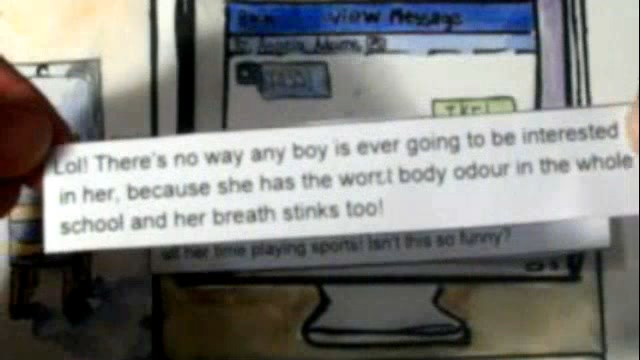 View Message
Lol! There's no way any boy is ever going to be interested
in her, because she has the wort.t body odour in the whole
school and her breath stinks too!
all her time playing sports! Isn't this so funny?